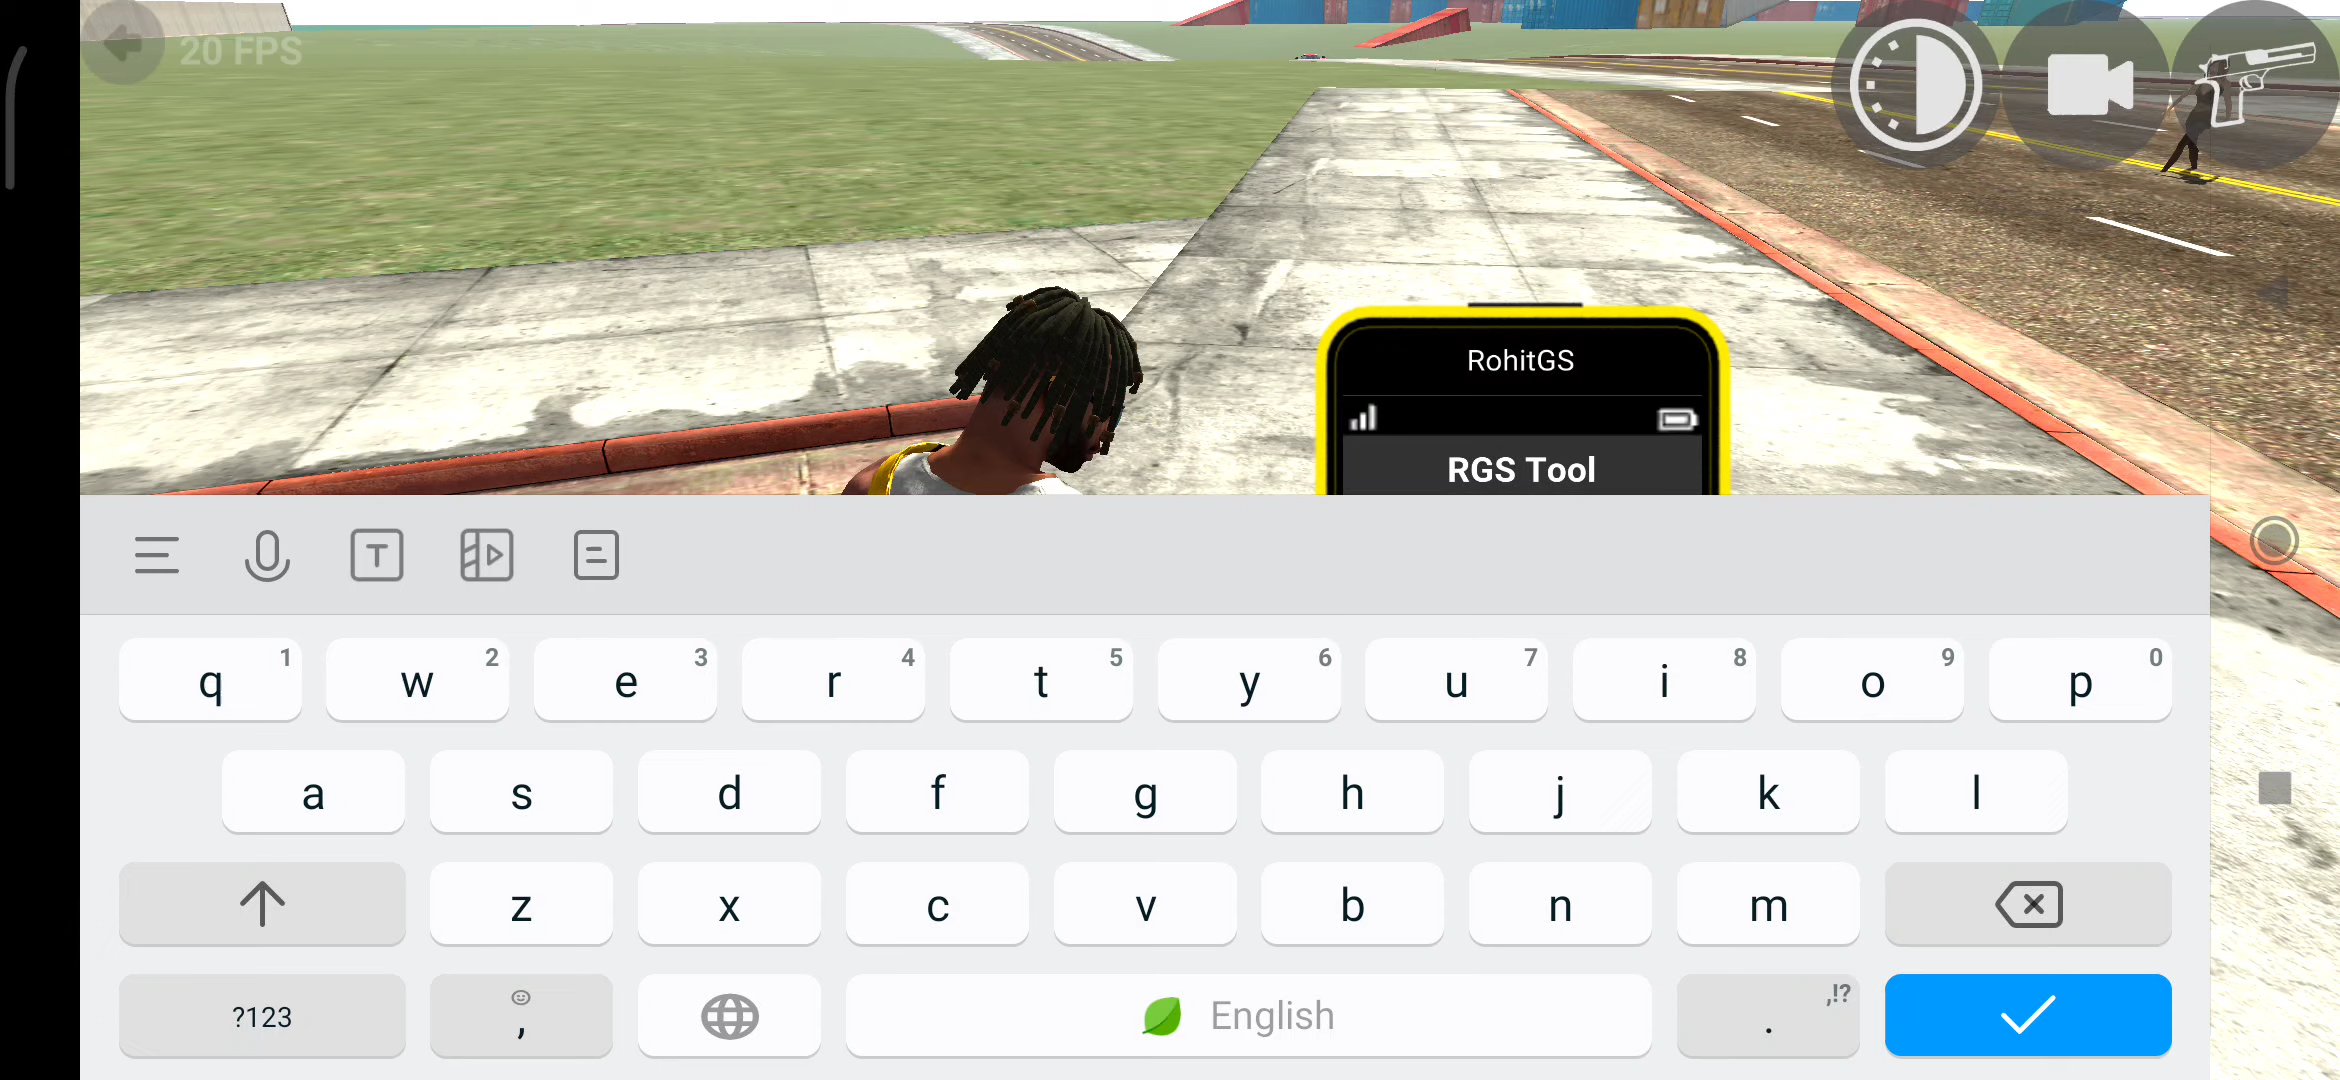 20 FPS
RohitGS
RGS Tool
q 1 w 2 e 3 r 4 t 5 y 6 u 7 i 8 o 9 p 0
a s d f g h j k l
z x c v b n m
?123 , English . ,!?